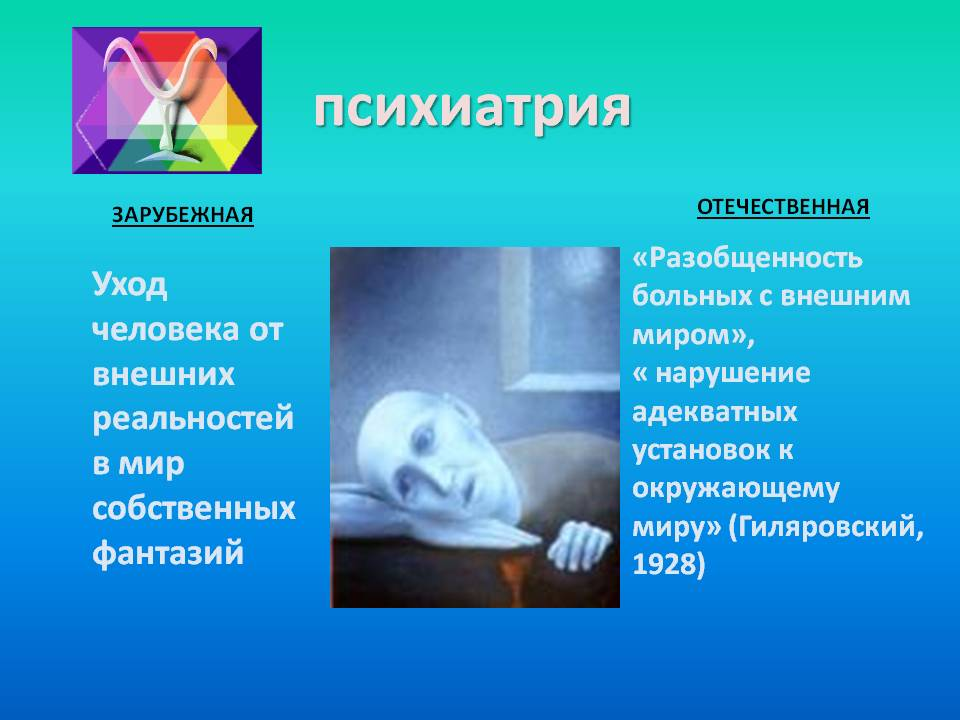 психиатрия
ЗАРУБЕЖНАЯ
Уход
человека от
внешних
реальностей
в мир
собственных
фантазий
ОТЕЧЕСТВЕННАЯ
«Разобщенность
больных с внешним
миром»,
« нарушение
адекватных
установок к
окружающему
миру» (Гиляровский,
1928)